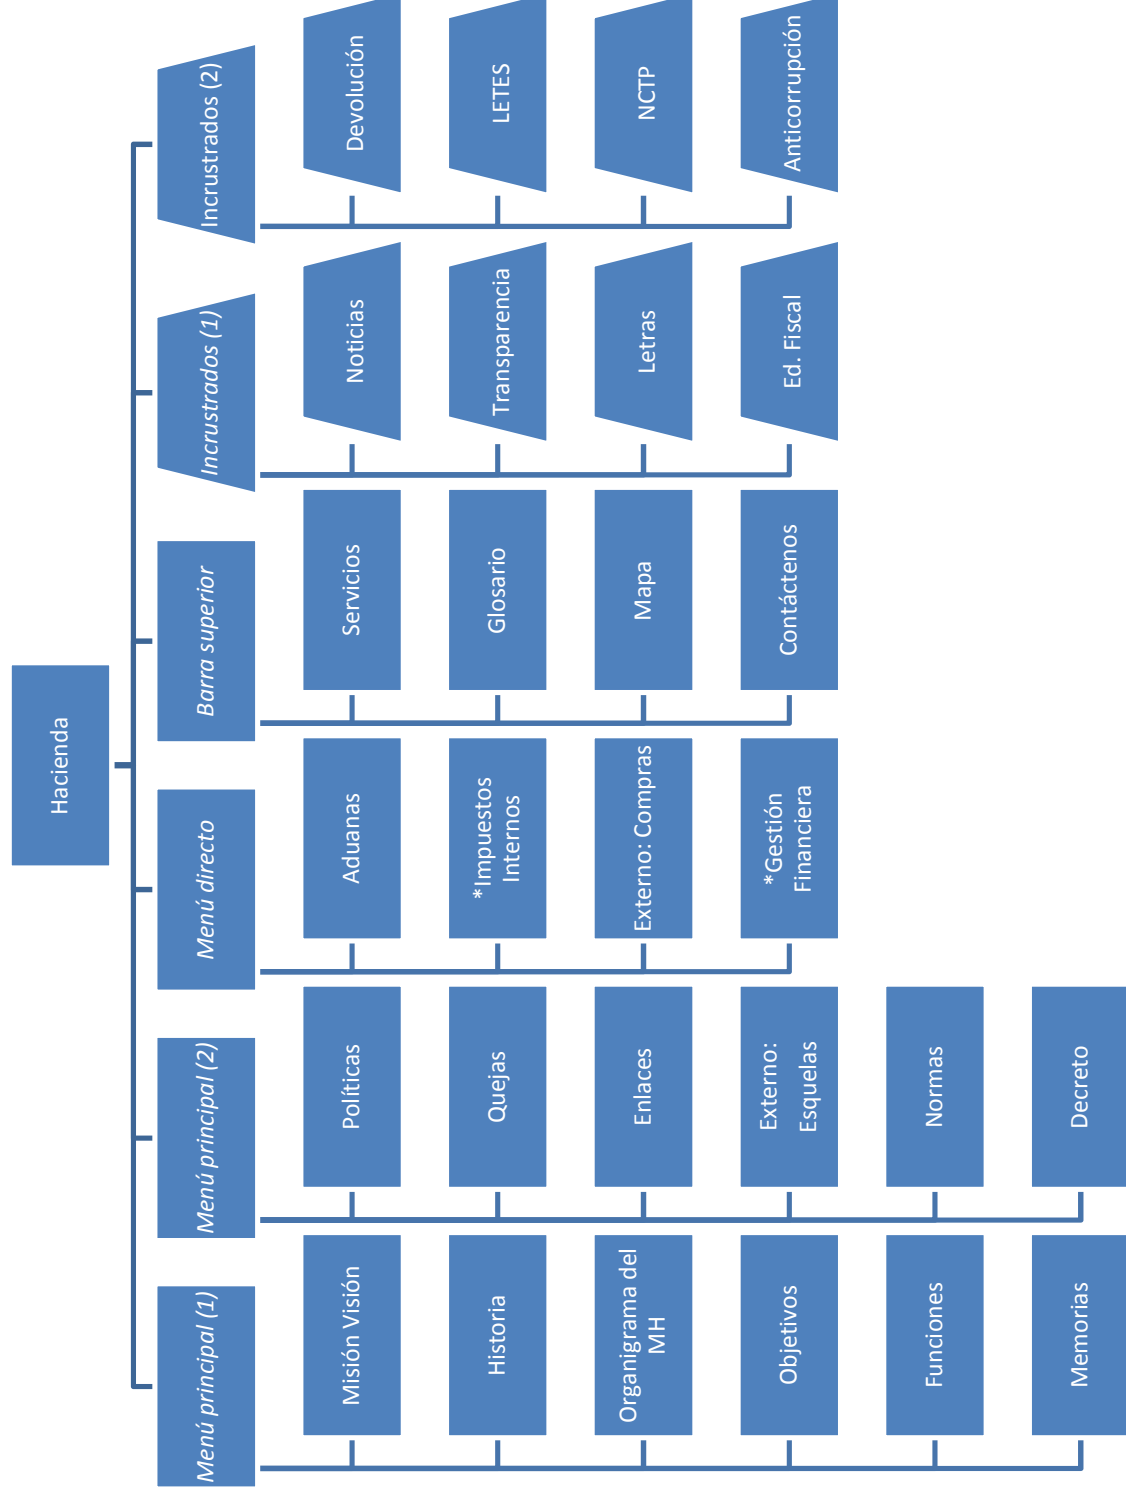 Hacienda
Menú principal (1)
Misión Visión
Historia
Organigrama del
MH
Objetivos
Funciones
Memorias
Menú principal (2)
Políticas
Quejas
Enlaces
Externo:
Esquelas
Normas
Decreto
Menú directo
Aduanas
*Impuestos
Internos
Externo: Compras
*Gestión
Financiera
Barra superior
Servicios
Glosario
Mapa
Contáctenos
Incrustrados (1)
Noticias
Transparencia
Letras
Ed. Fiscal
Incrustrados (2)
Devolución
LETES
NCTP
Anticorrupción